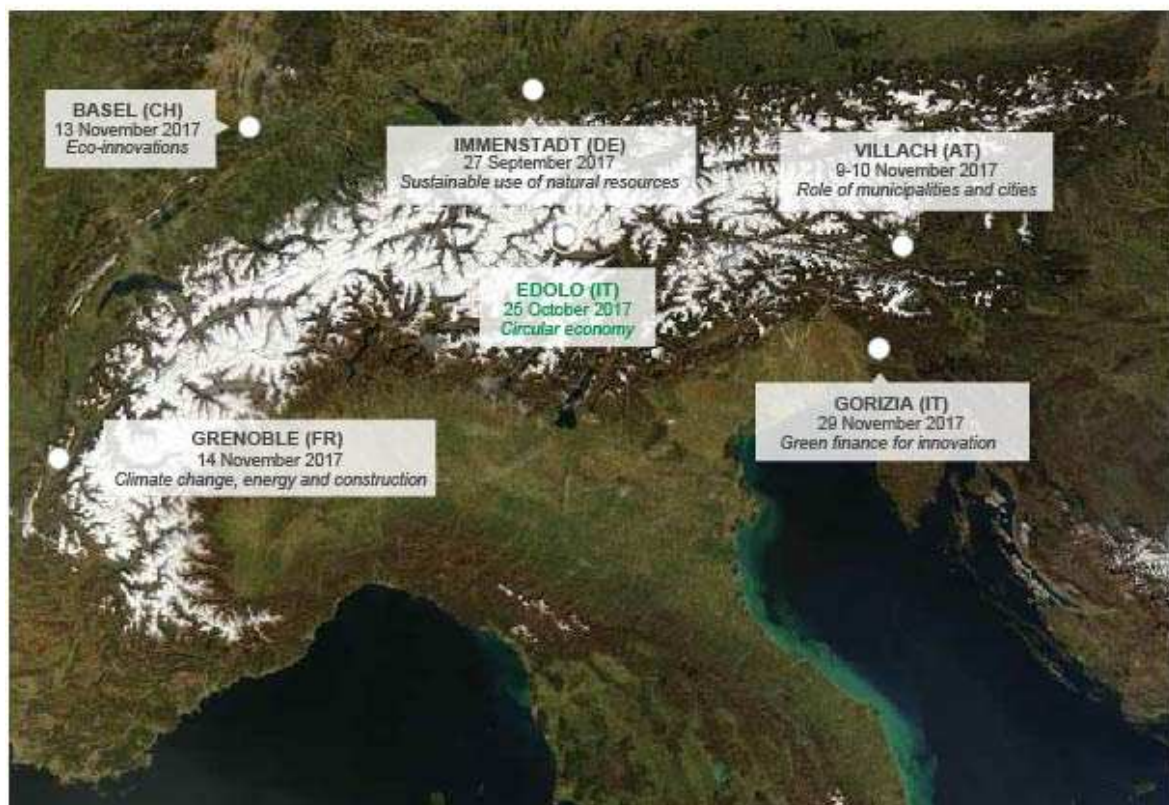 BASEL (CH)
13 November 2017
Eco-innovations
IMMENSTADT (DE)
27 September 2017
Sustainable use of natural resources
VILLACH (AT)
9-10 November 2017
Role of municipalities and cities
EDOLO (IT)
25 October 2017
Circular economy
GORIZIA (IT)
29 November 2017
Green finance for innovation
GRENOBLE (FR)
14 November 2017
Climate change, energy and construction